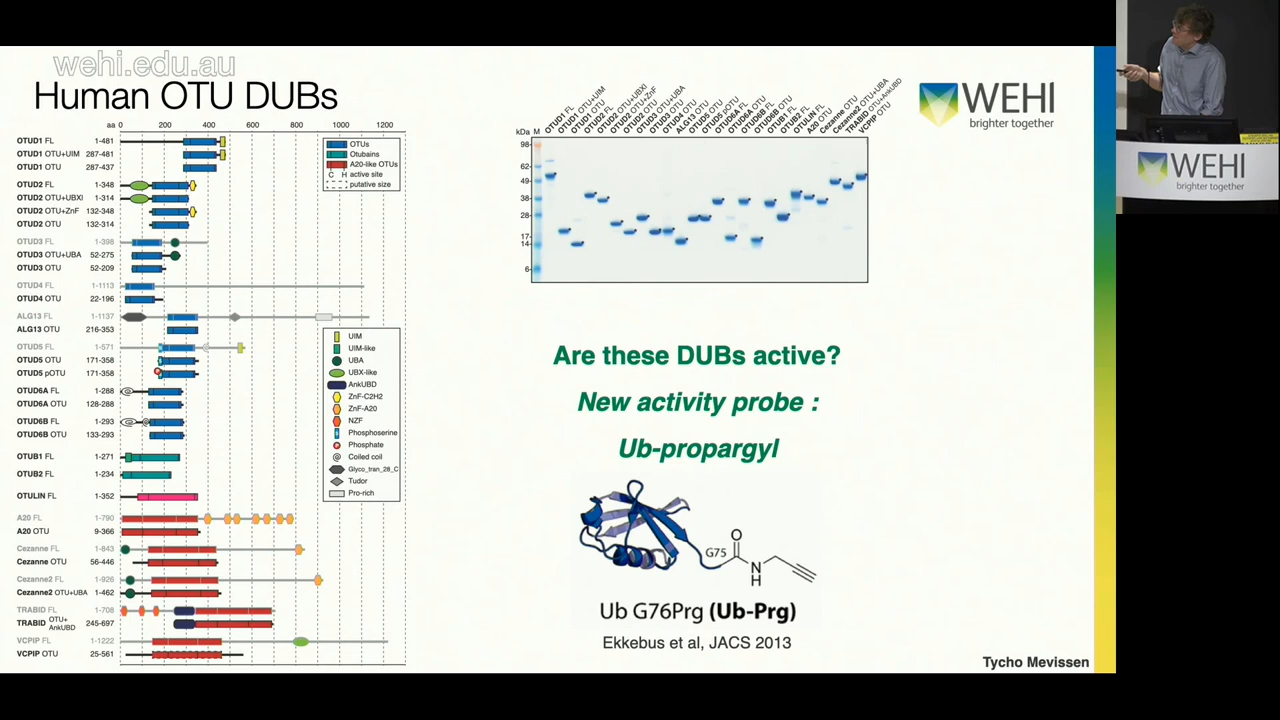 wehi.edu.au
Human OTU DUBs
WEHI
brighter together
WEHI
brighter together
aa 0 200 400 600 800 1000 1200
OTUD1 FL 1-481
OTUD1 OTU+UIM 287-481
OTUD1 OTU 287-437
OTUD2 FL 1-348
OTUD2 OTU+UBXl 1-314
OTUD2 OTU+ZnF 132-348
OTUD2 OTU 132-314
OTUD3 FL 1-398
OTUD3 OTU+UBA 52-275
OTUD3 OTU 52-209
OTUD4 FL 1-1113
OTUD4 OTU 22-196
ALG13 FL 1-1137
ALG13 OTU 216-353
OTUD5 FL 1-571
OTUD5 OTU 171-358
OTUD5 pOTU 171-358
P
OTUD6A FL 1-288
OTUD6A OTU 128-288
OTUD6B FL 1-293
OTUD6B OTU 133-293
OTUB1 FL 1-271
OTUB2 FL 1-234
OTULIN FL 1-352
A20 FL 1-790
A20 OTU 9-366
Cezanne FL 1-843
Cezanne OTU 56-446
Cezanne2 FL 1-926
Cezanne2 OTU+UBA 1-462
TRABID FL 1-708
TRABID OTU+ AnkUBD 245-697
VCPIP FL 1-1222
VCPIP OTU 25-561
OTUs
Otubains
A20-like OTUs
C H active site
putative size
UIM
UIM-like
UBA
UBX-like
AnkUBD
ZnF-C2H2
ZnF-A20
NZF
Phosphoserine
P Phosphate
Coiled coil
Glyco_tran_28_C
Tudor
Pro-rich
kDa M
OTUD1 FL
OTUD1 OTU+UIM
OTUD1 OTU
OTUD2 FL
OTUD2 OTU+UBXl
OTUD2 OTU+ZnF
OTUD2 OTU
OTUD3 OTU+UBA
OTUD3 OTU
OTUD4 OTU
ALG13 OTU
OTUD5 OTU
OTUD5 pOTU
OTUD6A FL
OTUD6A OTU
OTUD6B FL
OTUD6B OTU
OTUB1 FL
OTUB2 FL
OTULIN FL
A20 OTU
Cezanne OTU
Cezanne2 OTU+UBA
TRABID OTU+AnkUBD
VCPIP OTU
98
62
49
38
28
17
14
6
Are these DUBs active?
New activity probe :
Ub-propargyl
G75
O
N
H
Ub G76Prg (Ub-Prg)
Ekkebus et al, JACS 2013
Tycho Mevissen